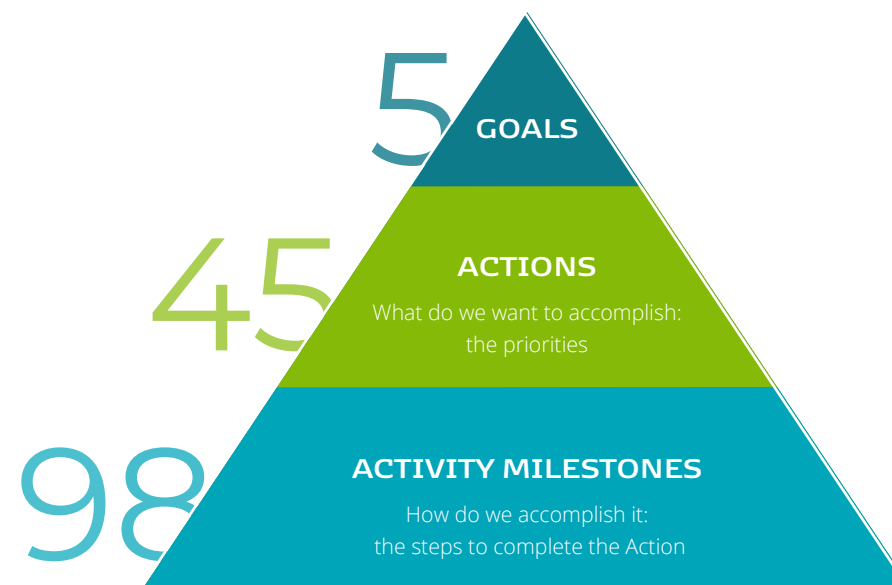 5
GOALS
45
ACTIONS
What do we want to accomplish:
the priorities
98
ACTIVITY MILESTONES
How do we accomplish it:
the steps to complete the Action